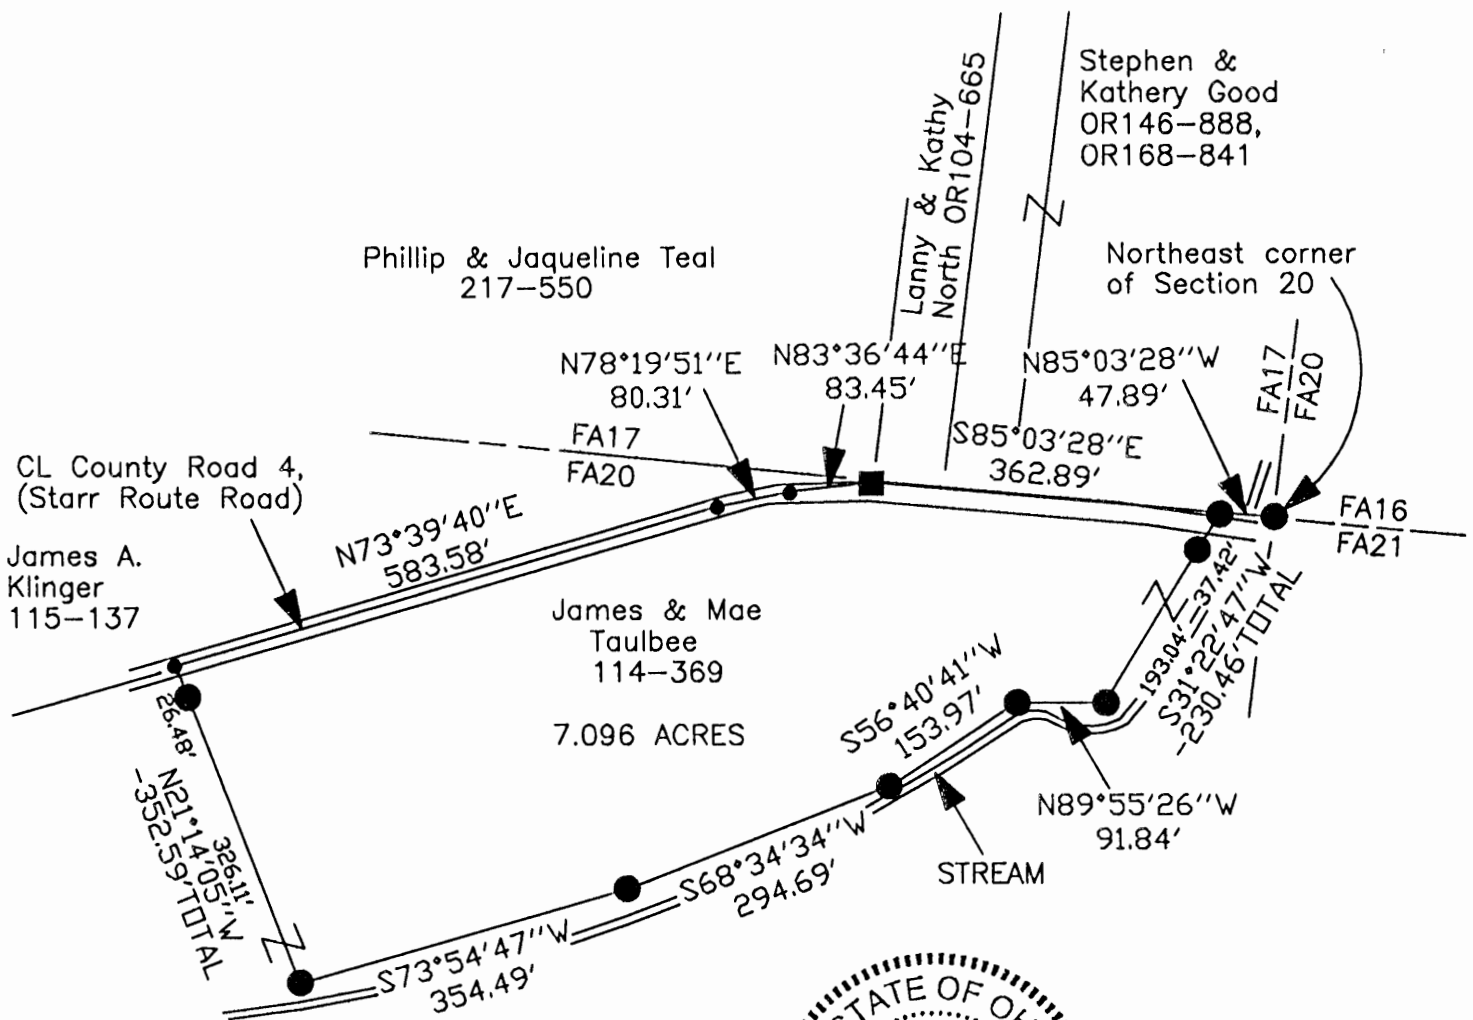 Stephen &
Kathery Good
OR146-888,
OR168-841
Lanny & Kathy
North OR104-665
Phillip & Jaqueline Teal
217-550
Northeast corner
of Section 20
N78°19'51''E
80.31'
N83°36'44''E
83.45'
N85°03'28''W
47.89'
FA17
FA20
FA17
FA20
S85°03'28''E
362.89'
CL County Road 4,
(Starr Route Road)
N73°39'40''E
583.58'
FA16
FA21
James A.
Klinger
115-137
James & Mae
Taulbee
114-369
7.096 ACRES
193.04'=37.42'
S31°22'47''W-
-230.46'TOTAL
S56°40'41''W
153.97'
26.48'
326.11'
N21°14'05''W
-352.59'TOTAL
N89°55'26''W
91.84'
STREAM
S68°34'34''W
294.69'
S73°54'47''W
354.49'
STATE OF